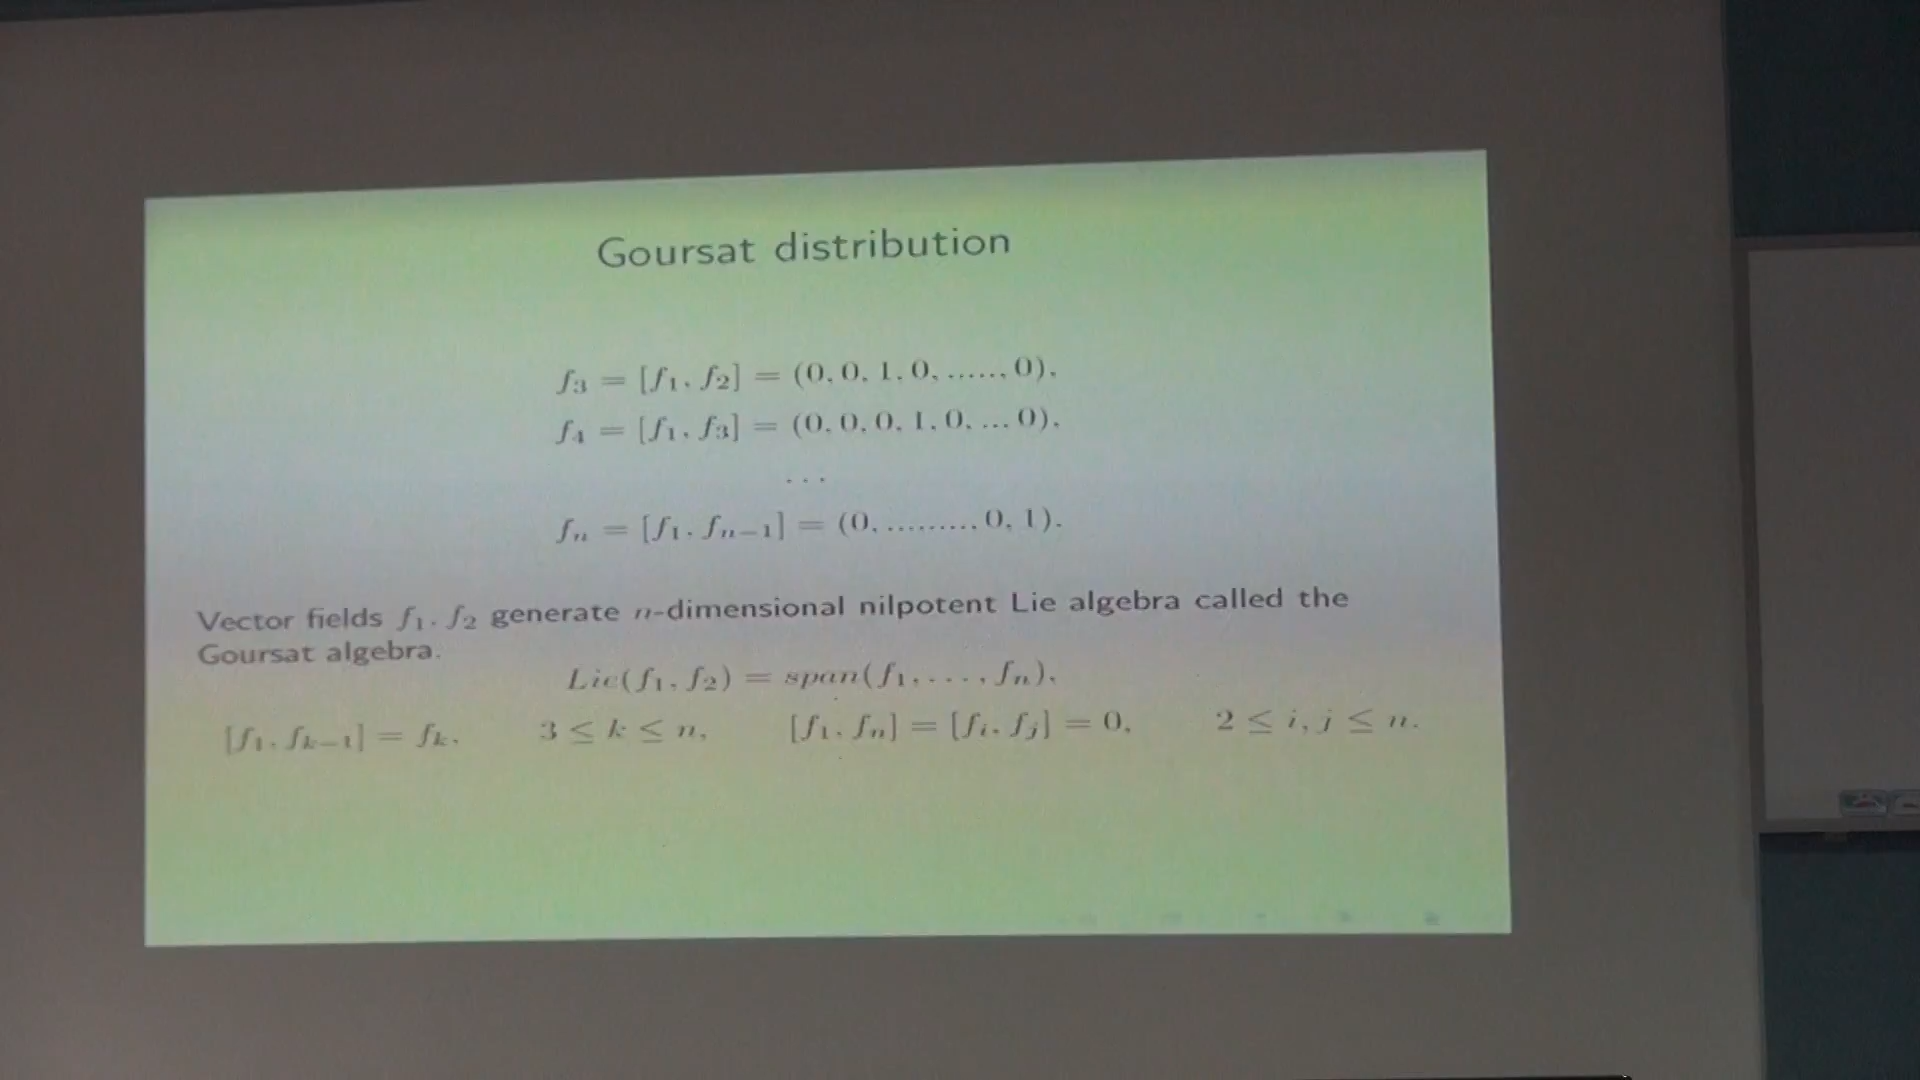 Goursat distribution
f₃ = [f₁, f₂] = (0, 0, 1, 0, ......, 0),
f₄ = [f₁, f₃] = (0, 0, 0, 1, 0, ... 0),
. . .
fₙ = [f₁, fₙ₋₁] = (0, ......... 0, 1).
Vector fields f₁, f₂ generate n-dimensional nilpotent Lie algebra called the
Goursat algebra.
Lie(f₁, f₂) = span(f₁, . . . , fₙ),
[f₁, fₖ₋₁] = fₖ, 3 ≤ k ≤ n, [f₁, fₙ] = [fᵢ, fⱼ] = 0, 2 ≤ i, j ≤ n.